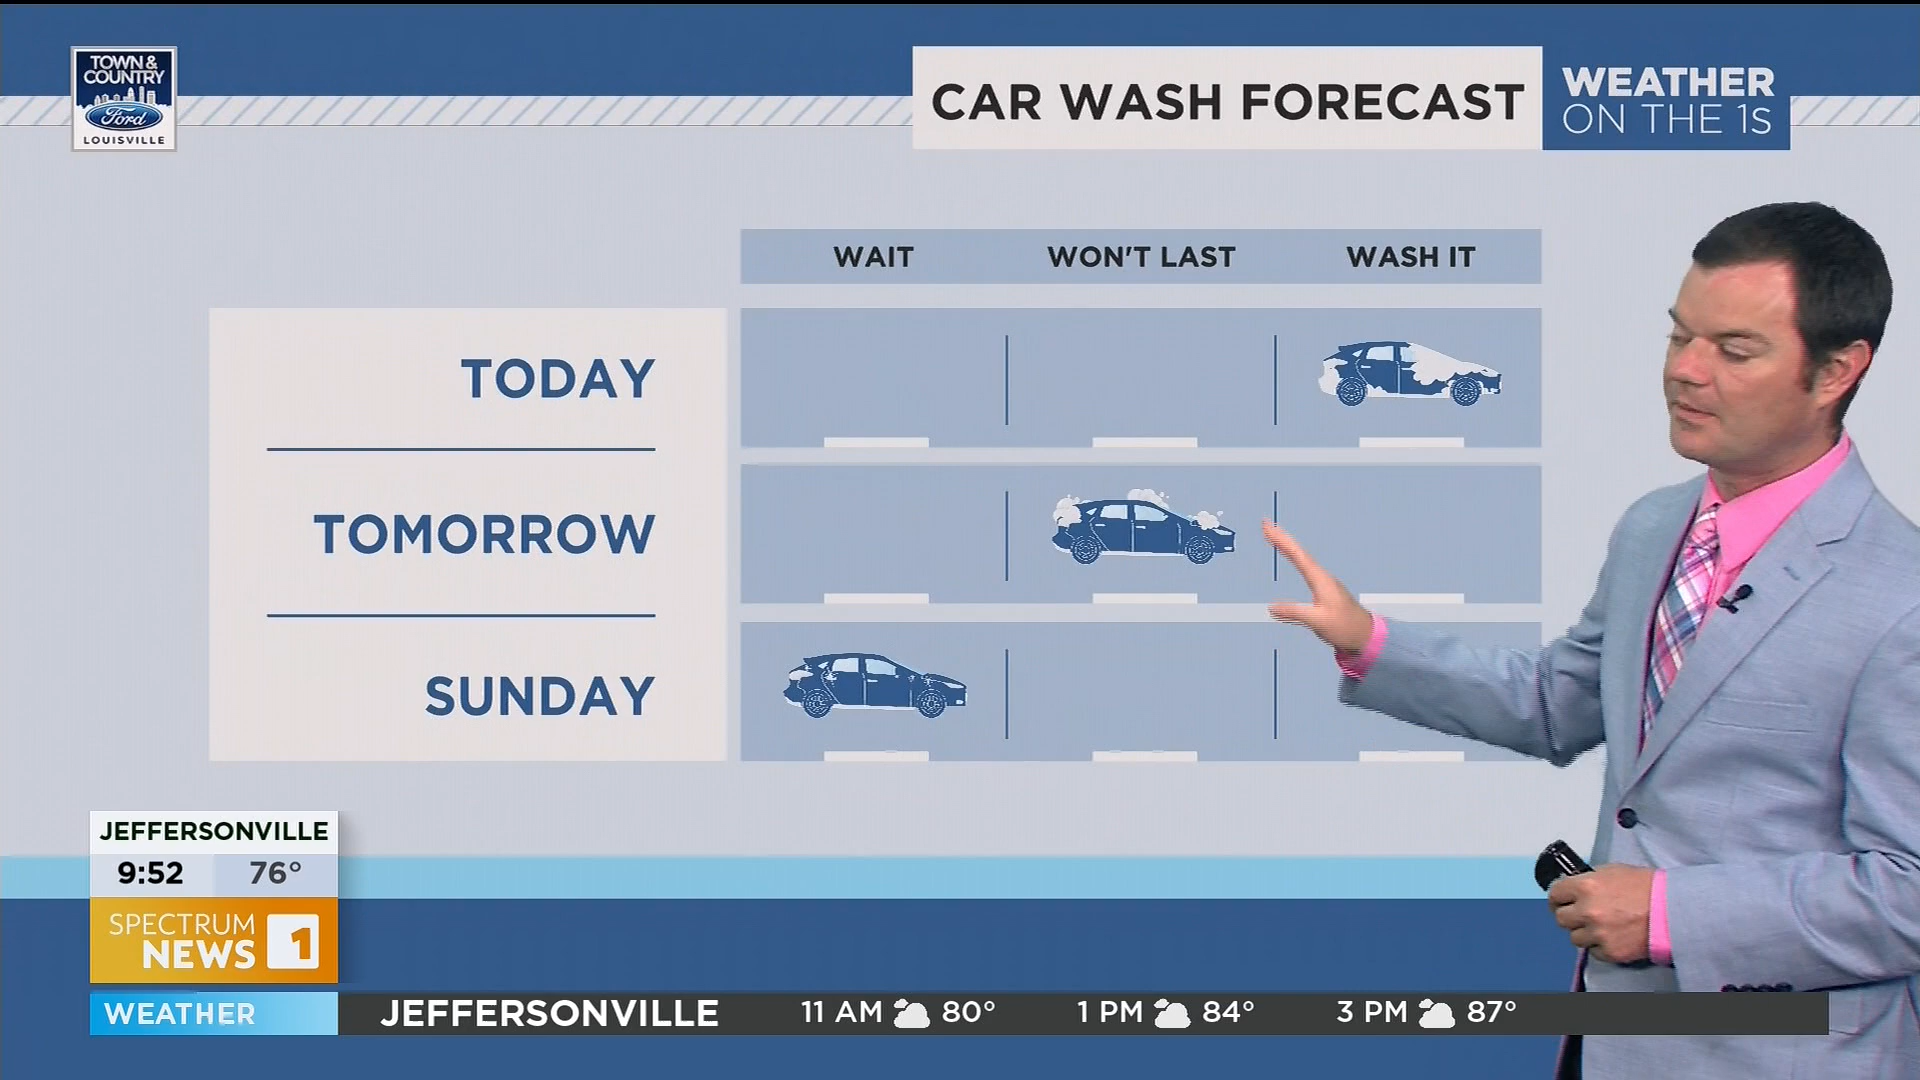 TOWN &
COUNTRY
Ford
LOUISVILLE
CAR WASH FORECAST
WEATHER
ON THE 1S
WAIT WON'T LAST WASH IT
TODAY
TOMORROW
SUNDAY
JEFFERSONVILLE
9:52 76°
SPECTRUM
NEWS 1
WEATHER JEFFERSONVILLE 11 AM 80° 1 PM 84° 3 PM 87°